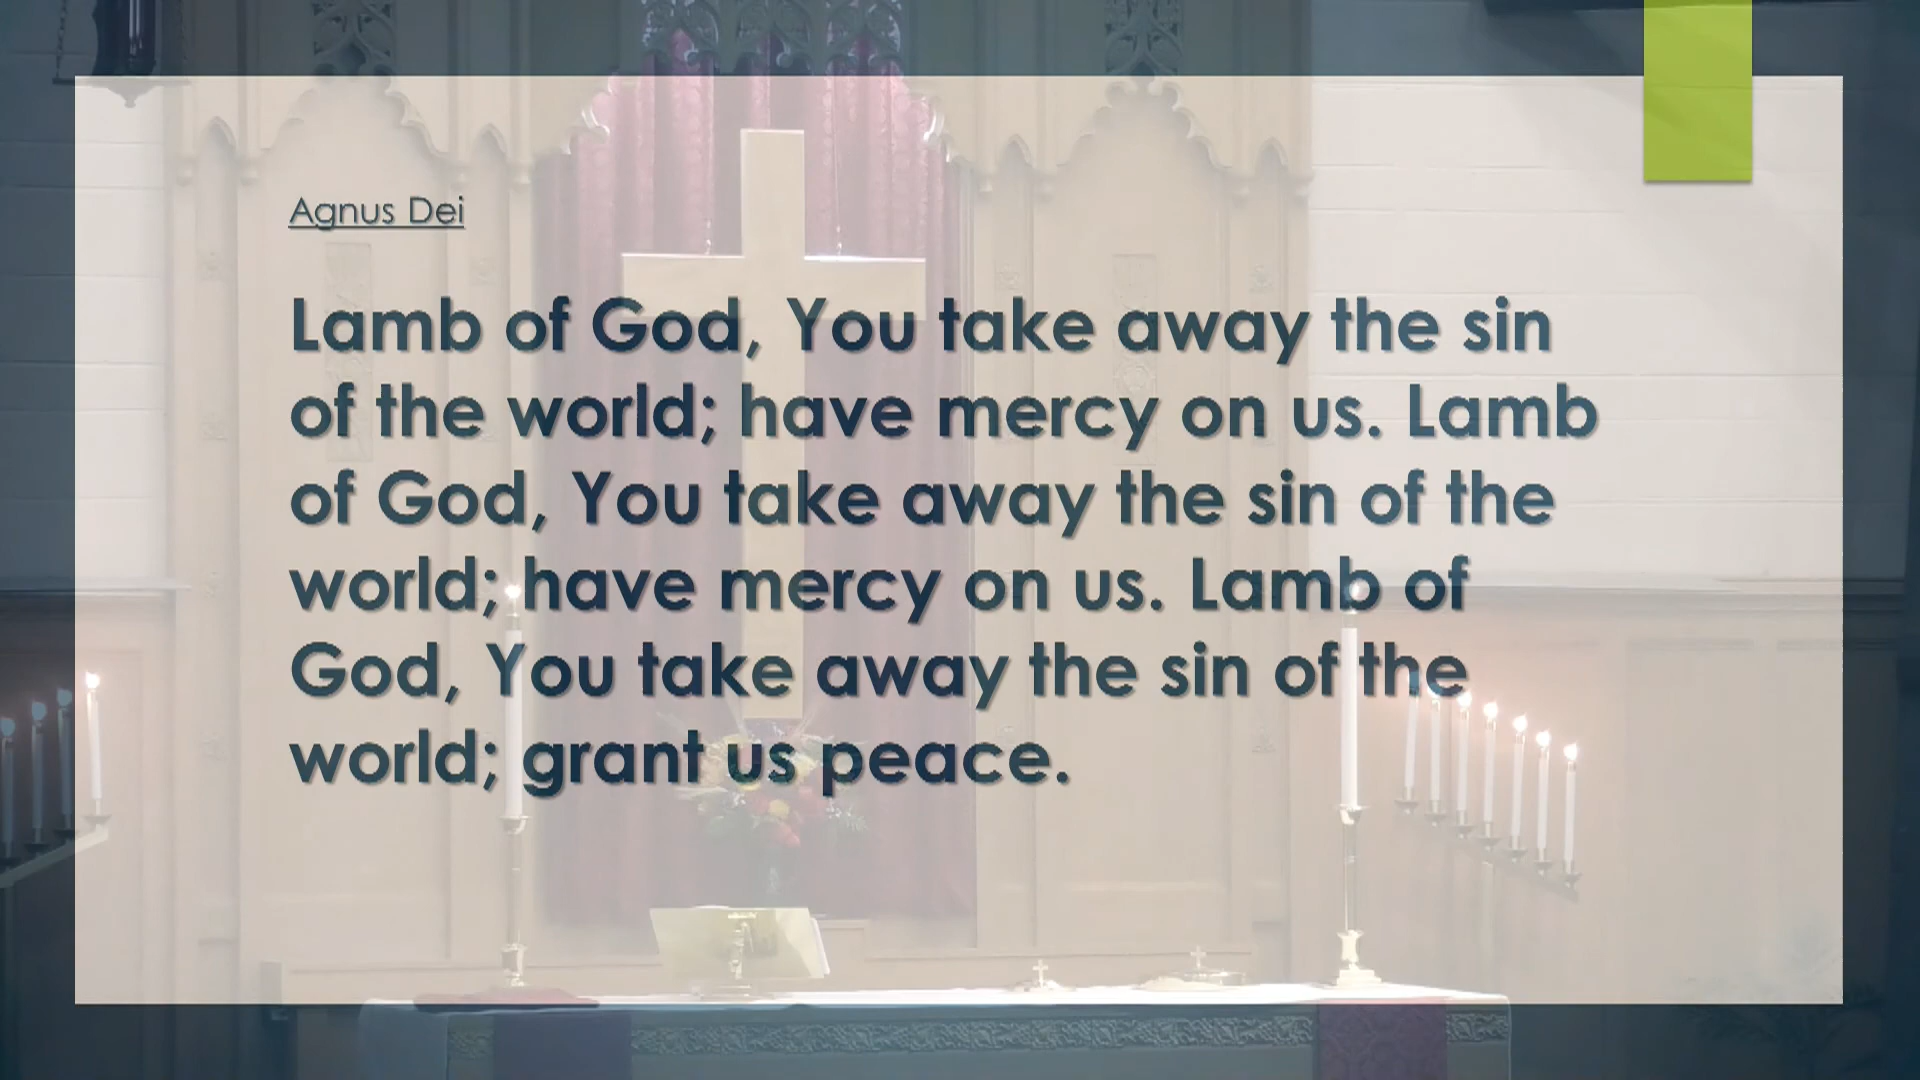 Agnus Dei
Lamb of God, You take away the sin
of the world; have mercy on us. Lamb
of God, You take away the sin of the
world; have mercy on us. Lamb of
God, You take away the sin of the
world; grant us peace.